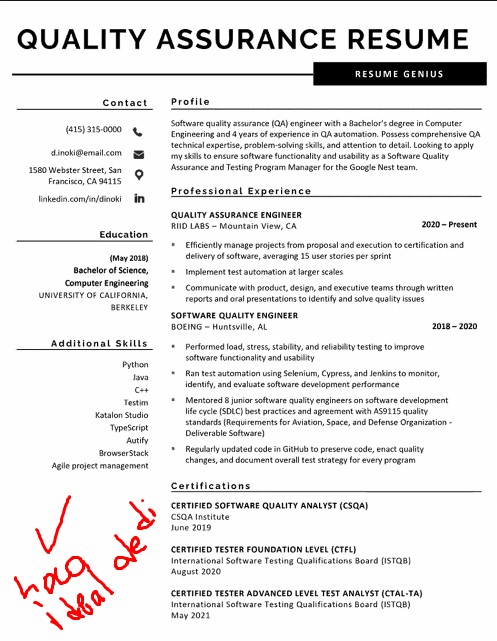 QUALITY ASSURANCE RESUME
RESUME GENIUS
Contact
(415) 315-0000
d.inoki@email.com
1580 Webster Street, San
Francisco, CA 94115
linkedin.com/in/dinoki
Education
(May 2018)
Bachelor of Science,
Computer Engineering
UNIVERSITY OF CALIFORNIA,
BERKELEY
Additional Skills
Python
Java
C++
Testim
Katalon Studio
TypeScript
Autify
BrowserStack
Agile project management
Profile
Software quality assurance (QA) engineer with a Bachelor's degree in Computer
Engineering and 4 years of experience in QA automation. Possess comprehensive QA
technical expertise, problem-solving skills, and attention to detail. Looking to apply
my skills to ensure software functionality and usability as a Software Quality
Assurance and Testing Program Manager for the Google Nest team.
Professional Experience
QUALITY ASSURANCE ENGINEER
RIID LABS – Mountain View, CA 2020 – Present
▪ Efficiently manage projects from proposal and execution to certification and
delivery of software, averaging 15 user stories per sprint
▪ Implement test automation at larger scales
▪ Communicate with product, design, and executive teams through written
reports and oral presentations to identify and solve quality issues
SOFTWARE QUALITY ENGINEER
BOEING – Huntsville, AL 2018 – 2020
▪ Performed load, stress, stability, and reliability testing to improve
software functionality and usability
▪ Ran test automation using Selenium, Cypress, and Jenkins to monitor,
identify, and evaluate software development performance
▪ Mentored 8 junior software quality engineers on software development
life cycle (SDLC) best practices and agreement with AS9115 quality
standards (Requirements for Aviation, Space, and Defense Organization -
Deliverable Software)
▪ Regularly updated code in GitHub to preserve code, enact quality
changes, and document overall test strategy for every program
Certifications
CERTIFIED SOFTWARE QUALITY ANALYST (CSQA)
CSQA Institute
June 2019
CERTIFIED TESTER FOUNDATION LEVEL (CTFL)
International Software Testing Qualifications Board (ISTQB)
August 2020
CERTIFIED TESTER ADVANCED LEVEL TEST ANALYST (CTAL-TA)
International Software Testing Qualifications Board (ISTQB)
May 2021
ideal